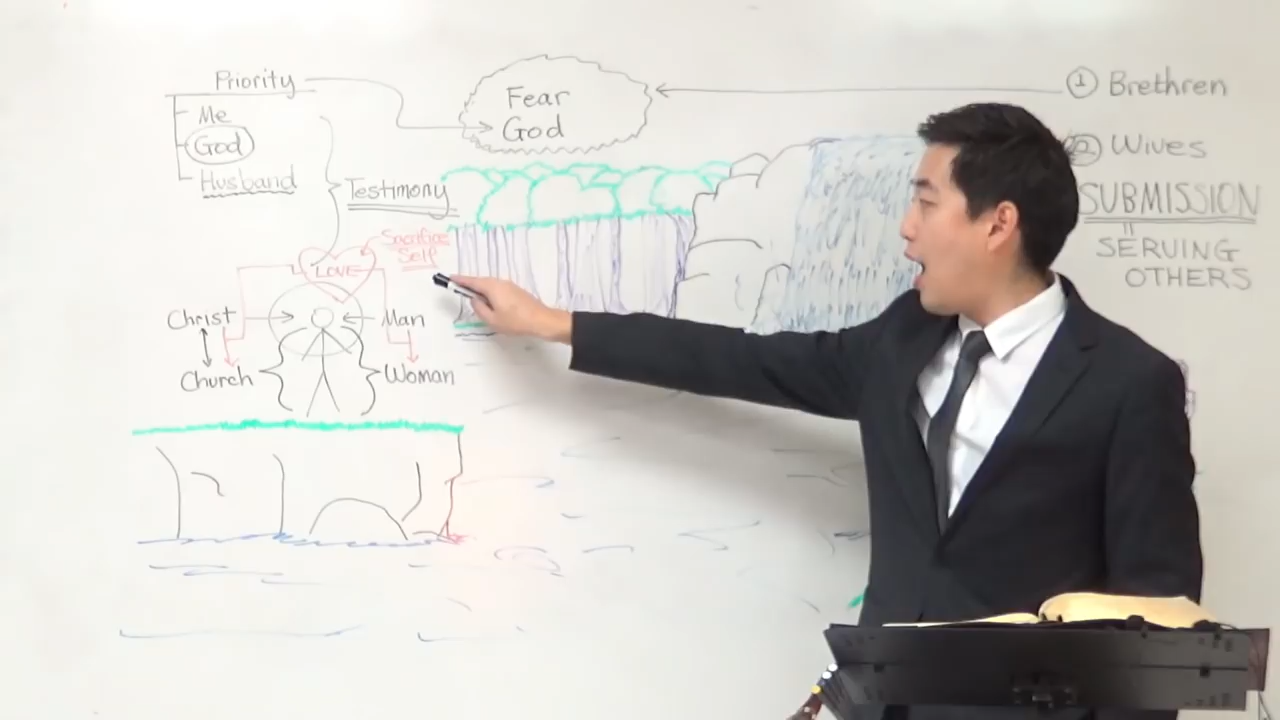 Priority
Me
God
Husband
Testimony
Fear
God
① Brethren
② Wives
SUBMISSION
=
SERVING
OTHERS
Sacrifice
Self
LOVE
Christ
Man
Church
Woman